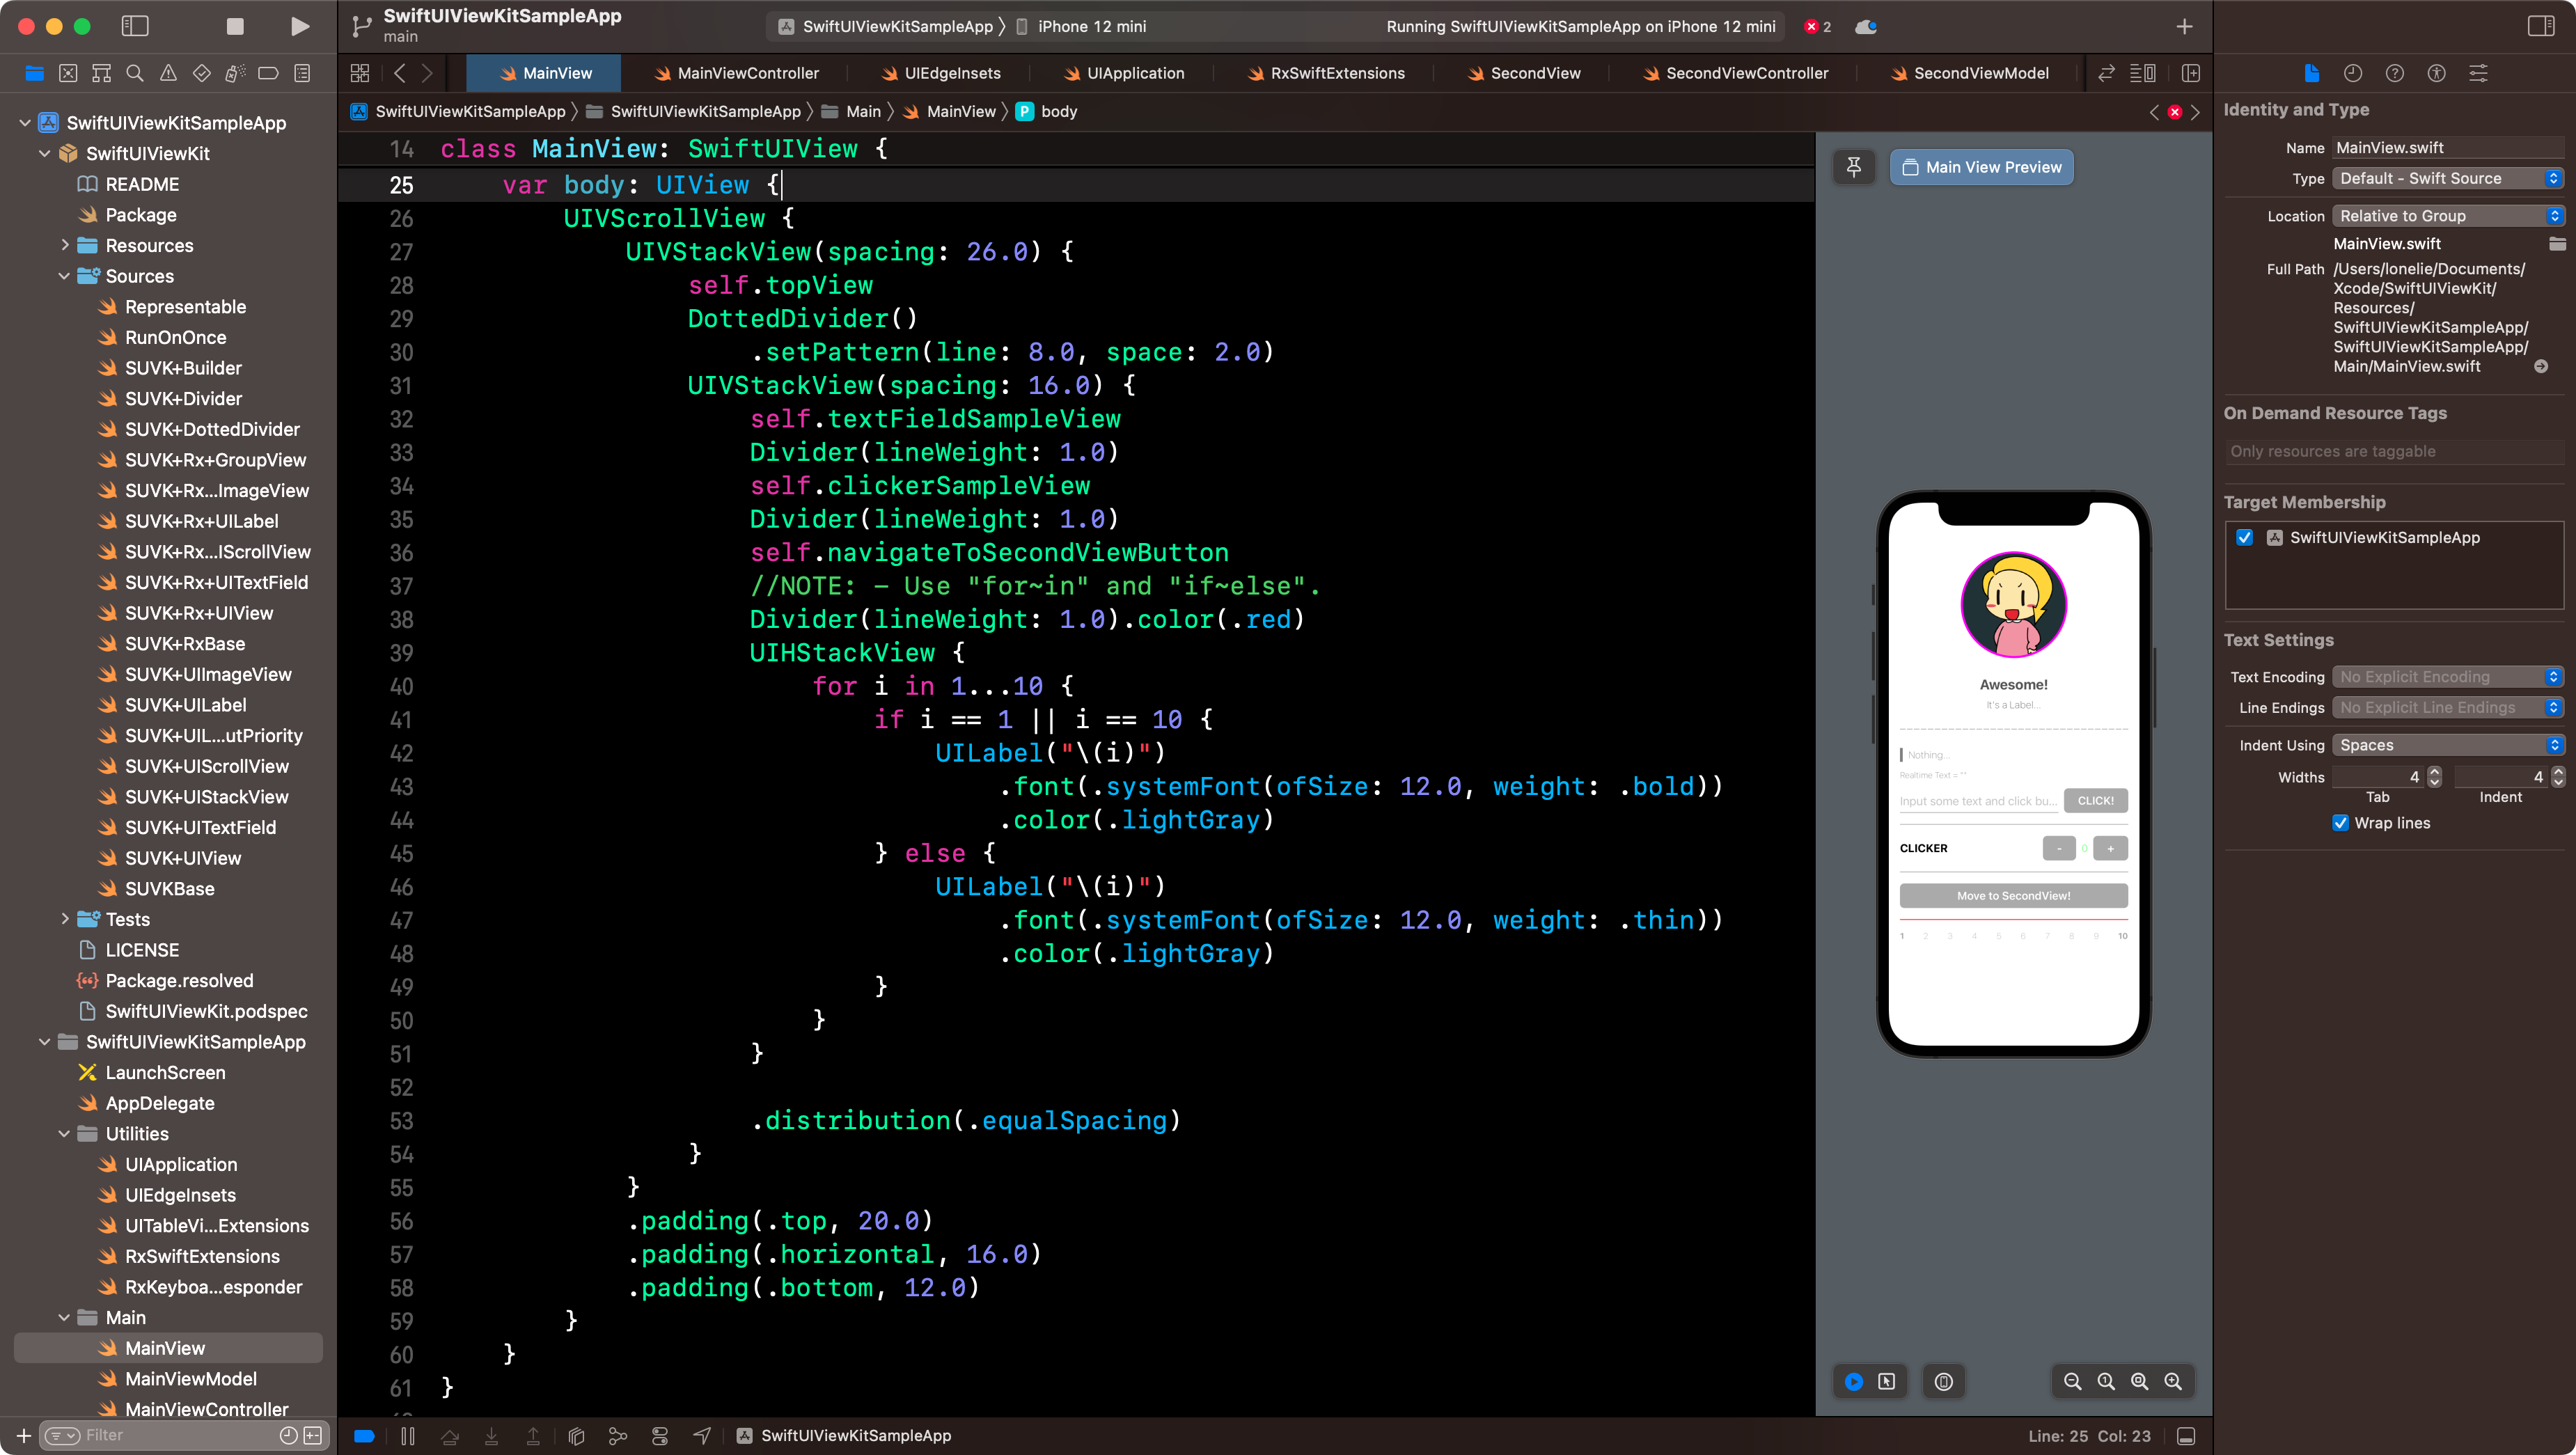 SwiftUIViewKitSampleApp
main
SwiftUIViewKitSampleApp 〉 iPhone 12 mini
Running SwiftUIViewKitSampleApp on iPhone 12 mini
2
MainView
MainViewController
UIEdgeInsets
UIApplication
RxSwiftExtensions
SecondView
SecondViewController
SecondViewModel
SwiftUIViewKitSampleApp 〉 SwiftUIViewKitSampleApp 〉 Main 〉 MainView 〉 P body
SwiftUIViewKitSampleApp
SwiftUIViewKit
README
Package
Resources
Sources
Representable
RunOnOnce
SUVK+Builder
SUVK+Divider
SUVK+DottedDivider
SUVK+Rx+GroupView
SUVK+Rx...ImageView
SUVK+Rx+UILabel
SUVK+Rx...IScrollView
SUVK+Rx+UITextField
SUVK+Rx+UIView
SUVK+RxBase
SUVK+UIImageView
SUVK+UILabel
SUVK+UIL...utPriority
SUVK+UIScrollView
SUVK+UIStackView
SUVK+UITextField
SUVK+UIView
SUVKBase
Tests
LICENSE
Package.resolved
SwiftUIViewKit.podspec
SwiftUIViewKitSampleApp
LaunchScreen
AppDelegate
Utilities
UIApplication
UIEdgeInsets
UITableVi...Extensions
RxSwiftExtensions
RxKeyboa...esponder
Main
MainView
MainViewModel
MainViewController
Filter
14 class MainView: SwiftUIView {
25 var body: UIView {
26 UIVScrollView {
27 UIVStackView(spacing: 26.0) {
28 self.topView
29 DottedDivider()
30 .setPattern(line: 8.0, space: 2.0)
31 UIVStackView(spacing: 16.0) {
32 self.textFieldSampleView
33 Divider(lineWeight: 1.0)
34 self.clickerSampleView
35 Divider(lineWeight: 1.0)
36 self.navigateToSecondViewButton
37 //NOTE: – Use "for~in" and "if~else".
38 Divider(lineWeight: 1.0).color(.red)
39 UIHStackView {
40 for i in 1...10 {
41 if i == 1 || i == 10 {
42 UILabel("\(i)")
43 .font(.systemFont(ofSize: 12.0, weight: .bold))
44 .color(.lightGray)
45 } else {
46 UILabel("\(i)")
47 .font(.systemFont(ofSize: 12.0, weight: .thin))
48 .color(.lightGray)
49 }
50 }
51 }
52
53 .distribution(.equalSpacing)
54 }
55 }
56 .padding(.top, 20.0)
57 .padding(.horizontal, 16.0)
58 .padding(.bottom, 12.0)
59 }
60 }
61 }
Main View Preview
Awesome!
It's a Label...
Nothing...
Realtime Text = ""
Input some text and click bu... CLICK!
CLICKER - 0 +
Move to SecondView!
1 2 3 4 5 6 7 8 9 10
SwiftUIViewKitSampleApp
Line: 25 Col: 23
Identity and Type
Name MainView.swift
Type Default - Swift Source
Location Relative to Group
MainView.swift
Full Path /Users/lonelie/Documents/
Xcode/SwiftUIViewKit/
Resources/
SwiftUIViewKitSampleApp/
SwiftUIViewKitSampleApp/
Main/MainView.swift
On Demand Resource Tags
Only resources are taggable
Target Membership
SwiftUIViewKitSampleApp
Text Settings
Text Encoding No Explicit Encoding
Line Endings No Explicit Line Endings
Indent Using Spaces
Widths 4 4
Tab Indent
Wrap lines